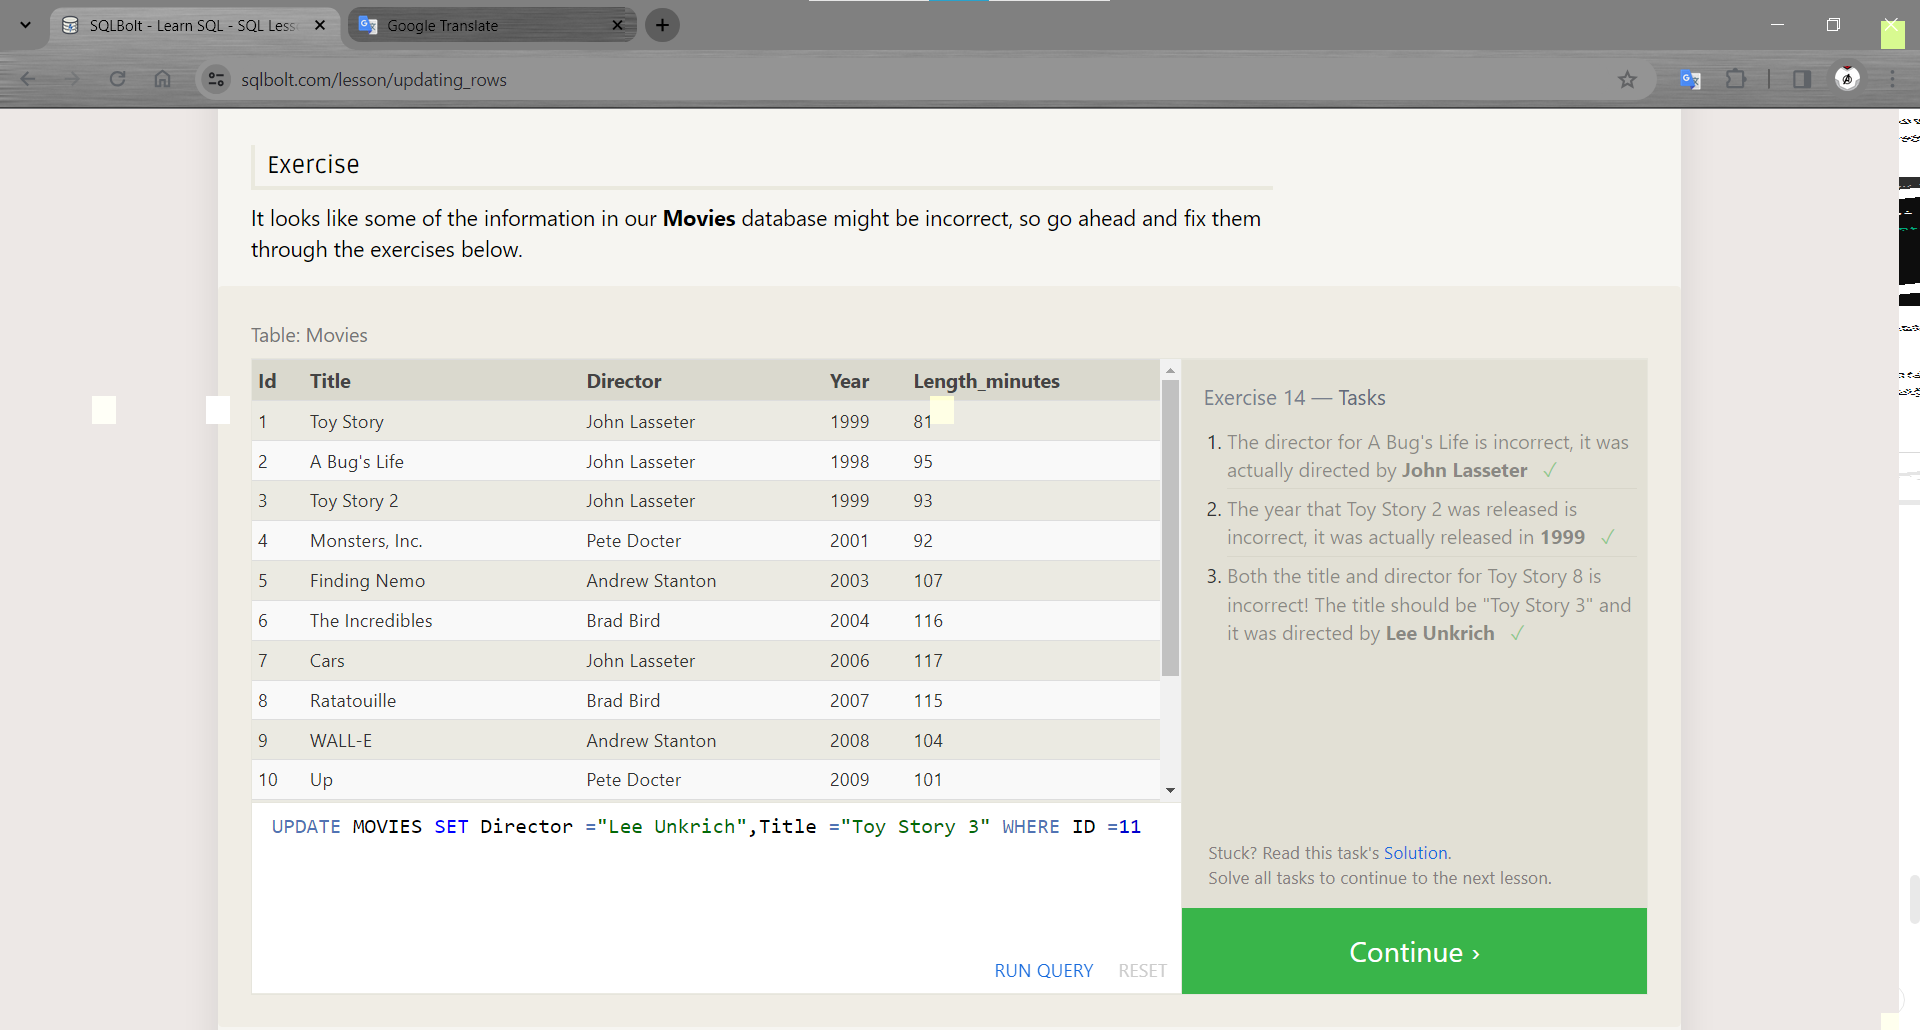 SQLBolt - Learn SQL - SQL Less
Google Translate
sqlbolt.com/lesson/updating_rows
Exercise
It looks like some of the information in our Movies database might be incorrect, so go ahead and fix them
through the exercises below.
Table: Movies
Id Title Director Year Length_minutes
1 Toy Story John Lasseter 1999 81
2 A Bug's Life John Lasseter 1998 95
3 Toy Story 2 John Lasseter 1999 93
4 Monsters, Inc. Pete Docter 2001 92
5 Finding Nemo Andrew Stanton 2003 107
6 The Incredibles Brad Bird 2004 116
7 Cars John Lasseter 2006 117
8 Ratatouille Brad Bird 2007 115
9 WALL-E Andrew Stanton 2008 104
10 Up Pete Docter 2009 101
UPDATE MOVIES SET Director ="Lee Unkrich",Title ="Toy Story 3" WHERE ID =11
RUN QUERY RESET
Exercise 14 — Tasks
1. The director for A Bug's Life is incorrect, it was
actually directed by John Lasseter ✓
2. The year that Toy Story 2 was released is
incorrect, it was actually released in 1999 ✓
3. Both the title and director for Toy Story 8 is
incorrect! The title should be "Toy Story 3" and
it was directed by Lee Unkrich ✓
Stuck? Read this task's Solution.
Solve all tasks to continue to the next lesson.
Continue ›